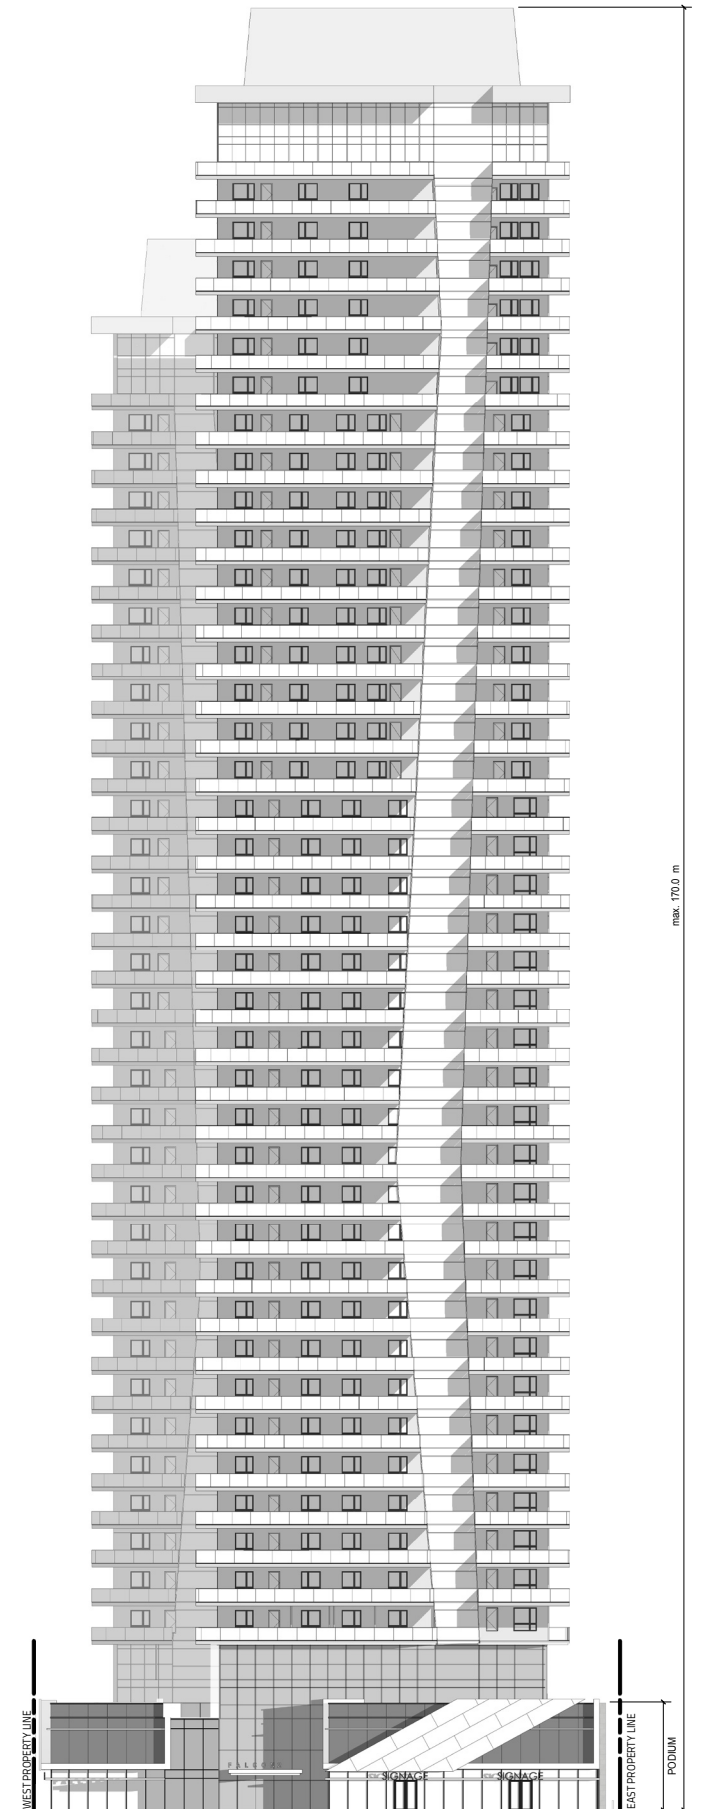 max. 170.0 m
WEST PROPERTY LINE
EAST PROPERTY LINE
PODIUM
SIGNAGE
SIGNAGE